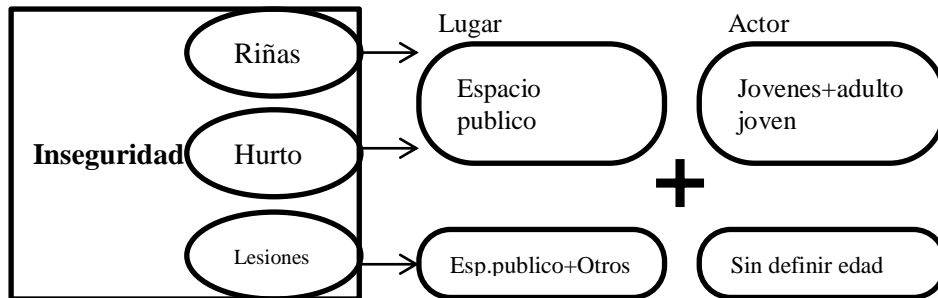 Lugar
Actor
Riñas
Espacio
publico
Jovenes+adulto
joven
Inseguridad
Hurto
Lesiones
Esp.publico+Otros
Sin definir edad